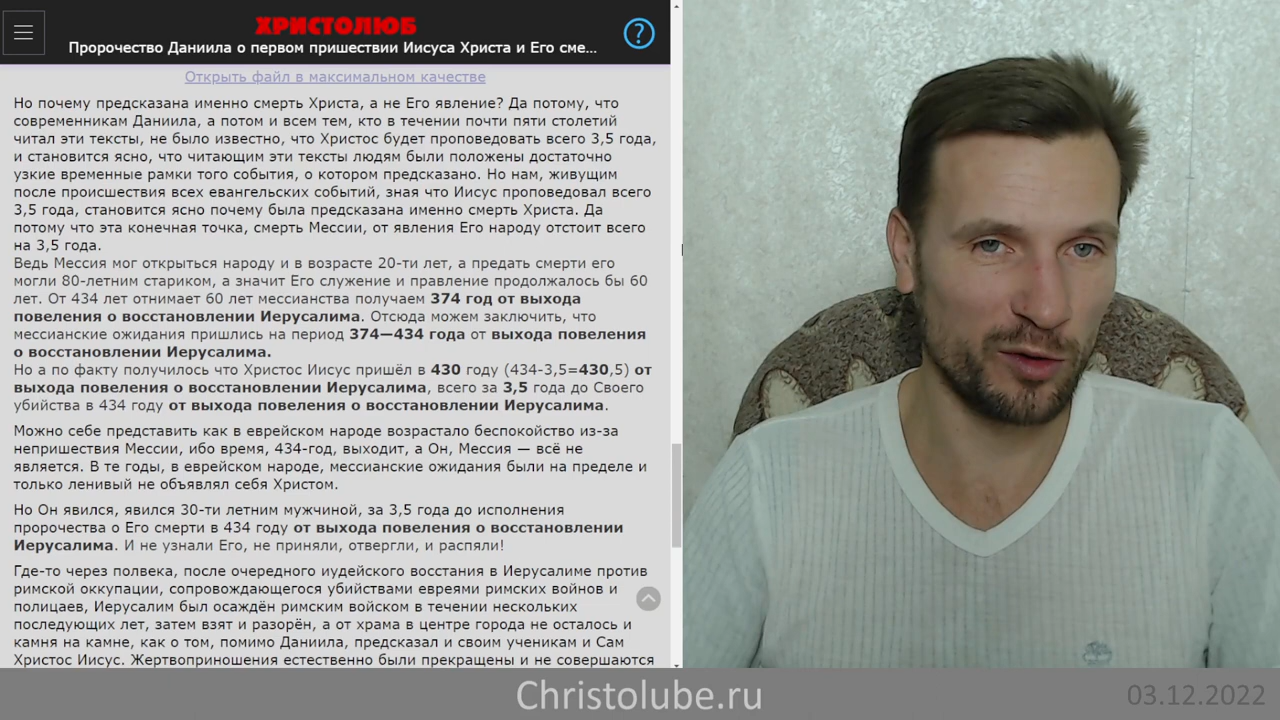 ХРИСТОЛЮБ
Пророчество Даниила о первом пришествии Иисуса Христа и Его сме...
?
Открыть файл в максимальном качестве
Но почему предсказана именно смерть Христа, а не Его явление? Да потому, что
современникам Даниила, а потом и всем тем, кто в течении почти пяти столетий
читал эти тексты, не было известно, что Христос будет проповедовать всего 3,5 года,
и становится ясно, что читающим эти тексты людям были положены достаточно
узкие временные рамки того события, о котором предсказано. Но нам, живущим
после происшествия всех евангельских событий, зная что Иисус проповедовал всего
3,5 года, становится ясно почему была предсказана именно смерть Христа. Да
потому что эта конечная точка, смерть Мессии, от явления Его народу отстоит всего
на 3,5 года.
Ведь Мессия мог открыться народу и в возрасте 20-ти лет, а предать смерти его
могли 80-летним стариком, а значит Его служение и правление продолжалось бы 60
лет. От 434 лет отнимает 60 лет мессианства получаем 374 год от выхода
повеления о восстановлении Иерусалима. Отсюда можем заключить, что
мессианские ожидания пришлись на период 374—434 года от выхода повеления
о восстановлении Иерусалима.
Но а по факту получилось что Христос Иисус пришёл в 430 году (434-3,5=430,5) от
выхода повеления о восстановлении Иерусалима, всего за 3,5 года до Своего
убийства в 434 году от выхода повеления о восстановлении Иерусалима.
Можно себе представить как в еврейском народе возрастало беспокойство из-за
непришествия Мессии, ибо время, 434-год, выходит, а Он, Мессия — всё не
является. В те годы, в еврейском народе, мессианские ожидания были на пределе и
только ленивый не объявлял себя Христом.
Но Он явился, явился 30-ти летним мужчиной, за 3,5 года до исполнения
пророчества о Его смерти в 434 году от выхода повеления о восстановлении
Иерусалима. И не узнали Его, не приняли, отвергли, и распяли!
Где-то через полвека, после очередного иудейского восстания в Иерусалиме против
римской оккупации, сопровождающегося убийствами евреями римских войнов и
полицаев, Иерусалим был осаждён римским войском в течении нескольких
последующих лет, затем взят и разорён, а от храма в центре города не осталось и
камня на камне, как о том, помимо Даниила, предсказал и своим ученикам и Сам
Христос Иисус. Жертвоприношения естественно были прекращены и не совершаются
Christolube.ru
03.12.2022